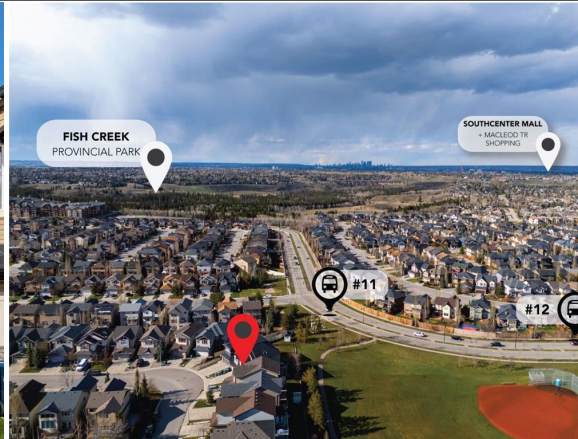 FISH CREEK
PROVINCIAL PARK
SOUTHCENTER MALL
+ MACLEOD TR
SHOPPING
#11
#12